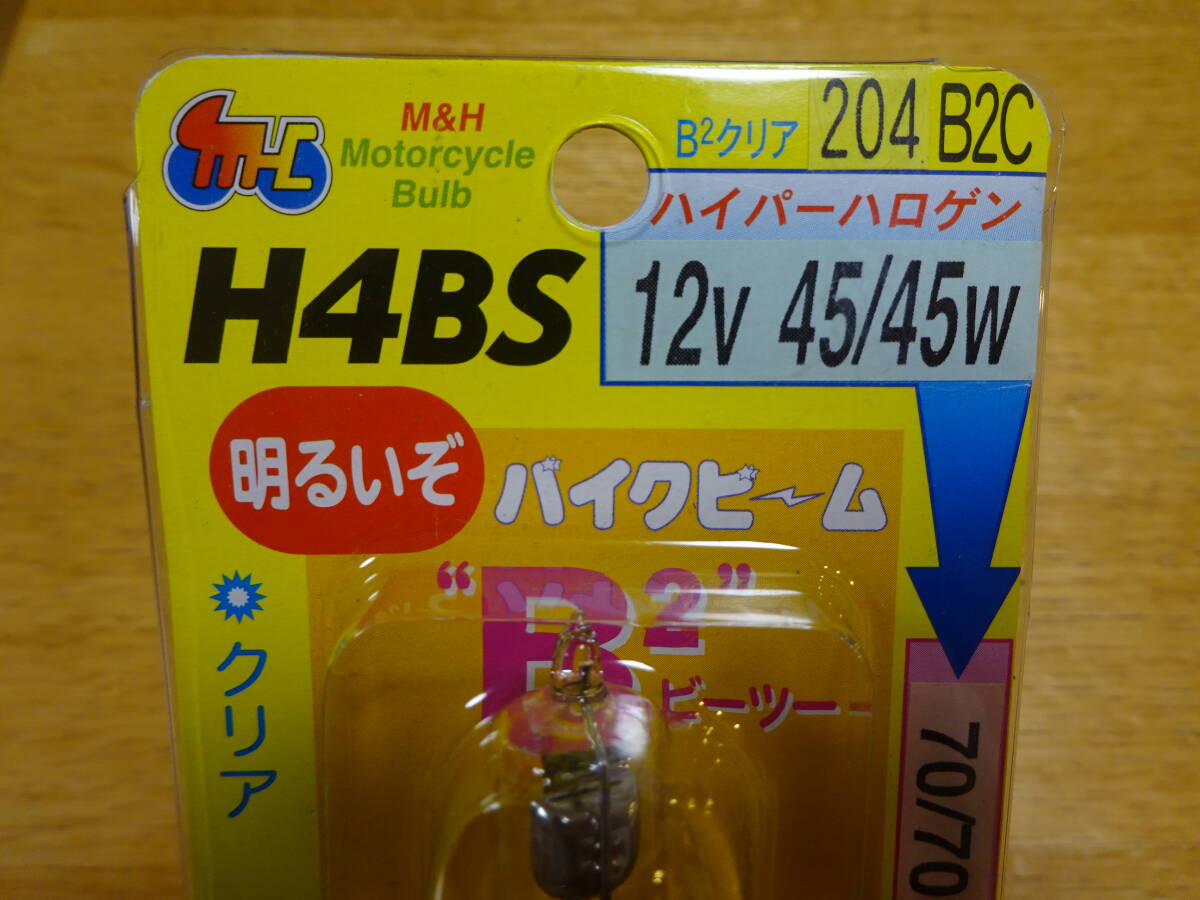 MHC
M&H
Motorcycle
Bulb
B²クリア 204 B2C
ハイパーハロゲン
H4BS
12V 45/45W
明るいぞ
バイクビーム
"B²"
ビーツー
クリア
70/70